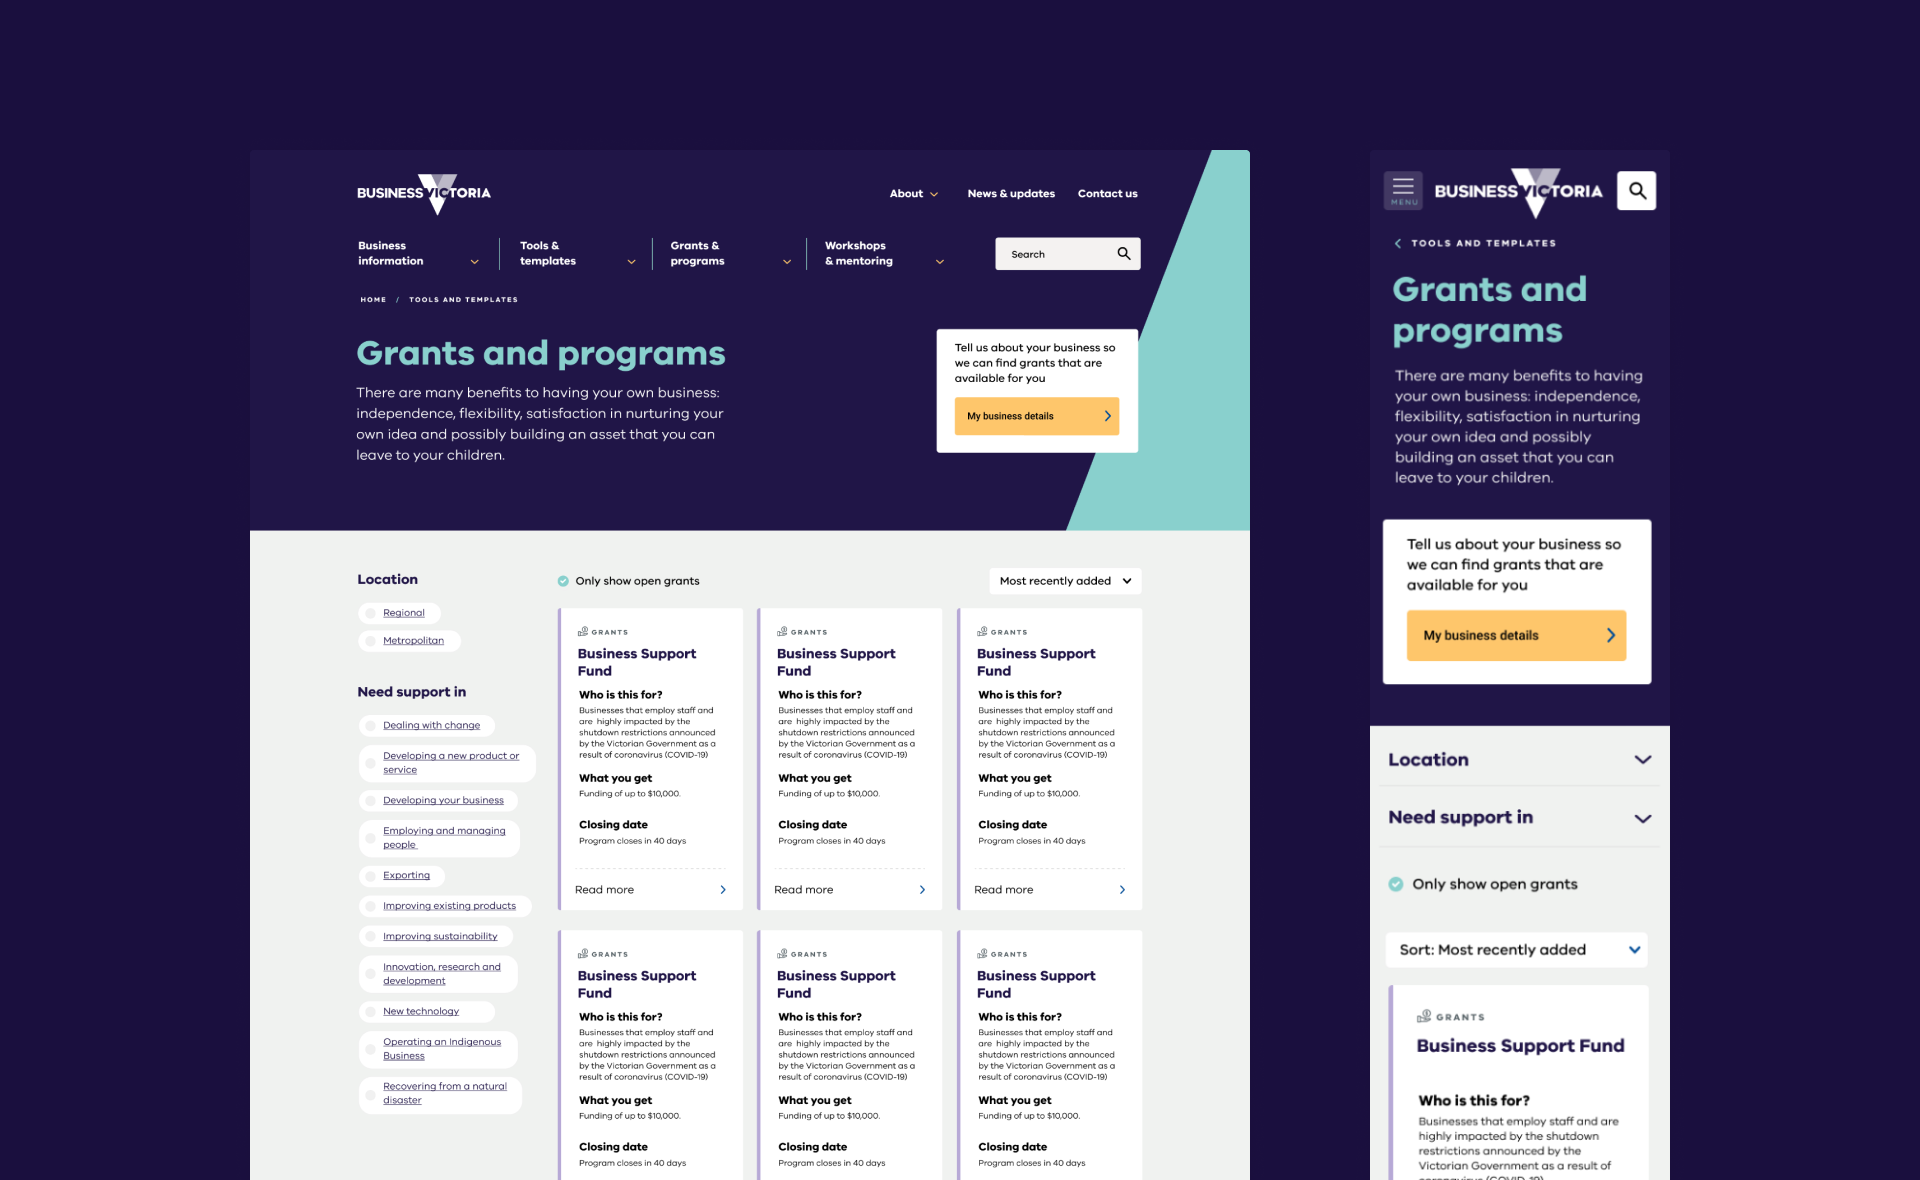 BUSINESS VICTORIA
About
News & updates
Contact us
Business
information
Tools &
templates
Grants &
programs
Workshops
& mentoring
Search
HOME / TOOLS AND TEMPLATES
Grants and programs
There are many benefits to having your own business:
independence, flexibility, satisfaction in nurturing your
own idea and possibly building an asset that you can
leave to your children.
Tell us about your business so
we can find grants that are
available for you
My business details
Location
Regional
Metropolitan
Need support in
Dealing with change
Developing a new product or
service
Developing your business
Employing and managing
people
Exporting
Improving existing products
Improving sustainability
Innovation, research and
development
New technology
Operating an Indigenous
Business
Recovering from a natural
disaster
Only show open grants
Most recently added
GRANTS
Business Support
Fund
Who is this for?
Businesses that employ staff and
are highly impacted by the
shutdown restrictions announced
by the Victorian Government as a
result of coronavirus (COVID-19)
What you get
Funding of up to $10,000.
Closing date
Program closes in 40 days
Read more
GRANTS
Business Support
Fund
Who is this for?
Businesses that employ staff and
are highly impacted by the
shutdown restrictions announced
by the Victorian Government as a
result of coronavirus (COVID-19)
What you get
Funding of up to $10,000.
Closing date
Program closes in 40 days
Read more
GRANTS
Business Support
Fund
Who is this for?
Businesses that employ staff and
are highly impacted by the
shutdown restrictions announced
by the Victorian Government as a
result of coronavirus (COVID-19)
What you get
Funding of up to $10,000.
Closing date
Program closes in 40 days
Read more
GRANTS
Business Support
Fund
Who is this for?
Businesses that employ staff and
are highly impacted by the
shutdown restrictions announced
by the Victorian Government as a
result of coronavirus (COVID-19)
What you get
Funding of up to $10,000.
Closing date
Program closes in 40 days
GRANTS
Business Support
Fund
Who is this for?
Businesses that employ staff and
are highly impacted by the
shutdown restrictions announced
by the Victorian Government as a
result of coronavirus (COVID-19)
What you get
Funding of up to $10,000.
Closing date
Program closes in 40 days
GRANTS
Business Support
Fund
Who is this for?
Businesses that employ staff and
are highly impacted by the
shutdown restrictions announced
by the Victorian Government as a
result of coronavirus (COVID-19)
What you get
Funding of up to $10,000.
Closing date
Program closes in 40 days
MENU
BUSINESS VICTORIA
TOOLS AND TEMPLATES
Grants and
programs
There are many benefits to having
your own business: independence,
flexibility, satisfaction in nurturing
your own idea and possibly
building an asset that you can
leave to your children.
Tell us about your business so
we can find grants that are
available for you
My business details
Location
Need support in
Only show open grants
Sort: Most recently added
GRANTS
Business Support Fund
Who is this for?
Businesses that employ staff and are
highly impacted by the shutdown
restrictions announced by the
Victorian Government as a result of
coronavirus (COVID-19)